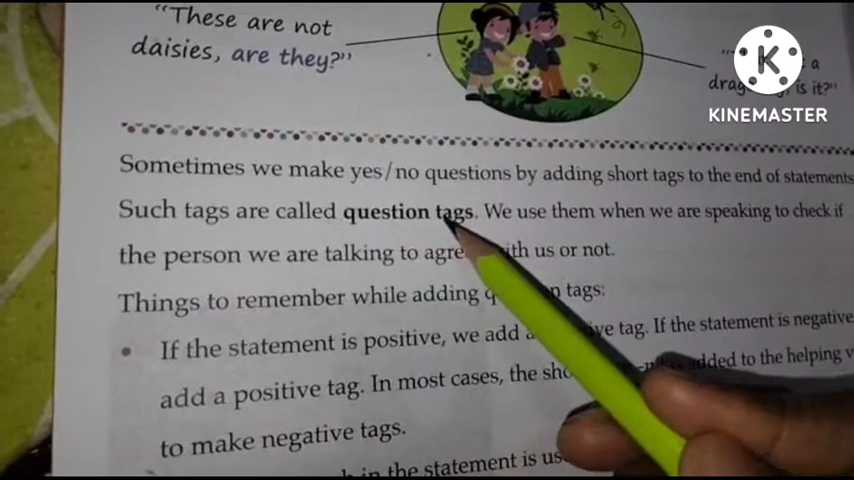 "These are not
daisies, are they?"
a
is it?"
K
KINEMASTER
Sometimes we make yes/no questions by adding short tags to the end of statements
Such tags are called question tags. We use them when we are speaking to check if
the person we are talking to with us or not.
Things to remember while adding tags:
• If the statement is positive, we add a tag. If the statement is negative
add a positive tag. In most cases, the is added to the helping
to make negative tags.
in the statement is